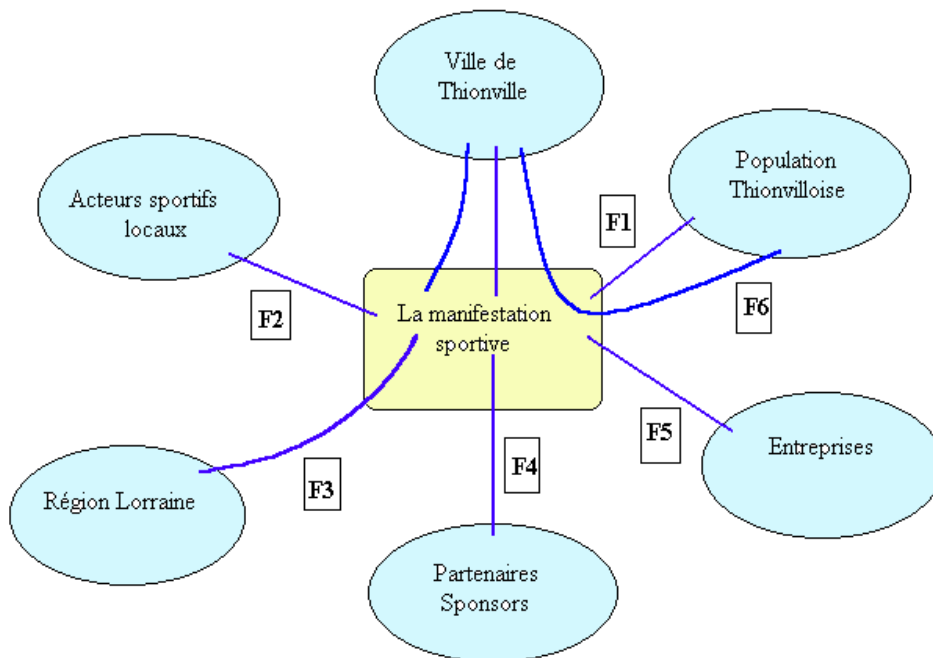 Ville de
Thionville
Population
Thionvilloise
Acteurs sportifs
locaux
F1
F2
F6
La manifestation
sportive
F5
Entreprises
F4
F3
Région Lorraine
Partenaires
Sponsors